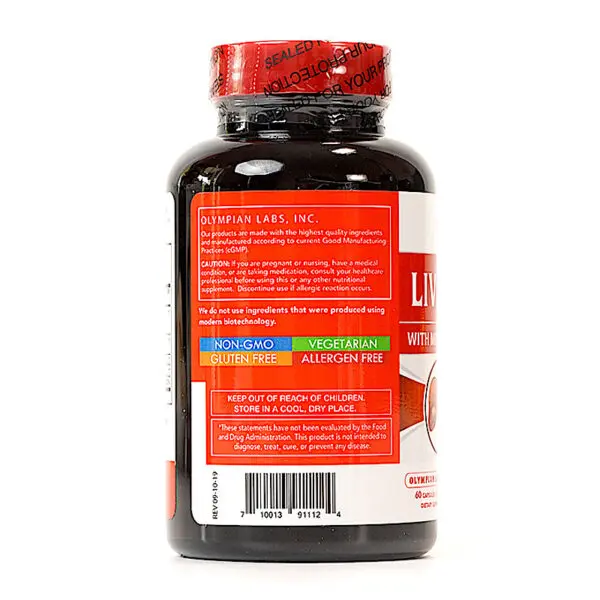 SEALED
YOUR PROTECTION
FOR YOUR
OLYMPIAN LABS, INC.
Our products are made with the highest quality ingredients
and manufactured according to current Good Manufacturing
Practices (cGMP).
CAUTION: If you are pregnant or nursing, have a medical
condition, or are taking medication, consult your healthcare
professional before using this or any other nutritional
supplement. Discontinue use if allergic reaction occurs.
We do not use ingredients that were produced using
modern biotechnology.
NON-GMO VEGETARIAN
GLUTEN FREE ALLERGEN FREE
KEEP OUT OF REACH OF CHILDREN.
STORE IN A COOL, DRY PLACE.
*These statements have not been evaluated by the Food
and Drug Administration. This product is not intended to
diagnose, treat, cure, or prevent any disease.
REV 09-10-19
7 10013 91112 4
LIV
WITH
OLYMPIAN
60 CAPSULES